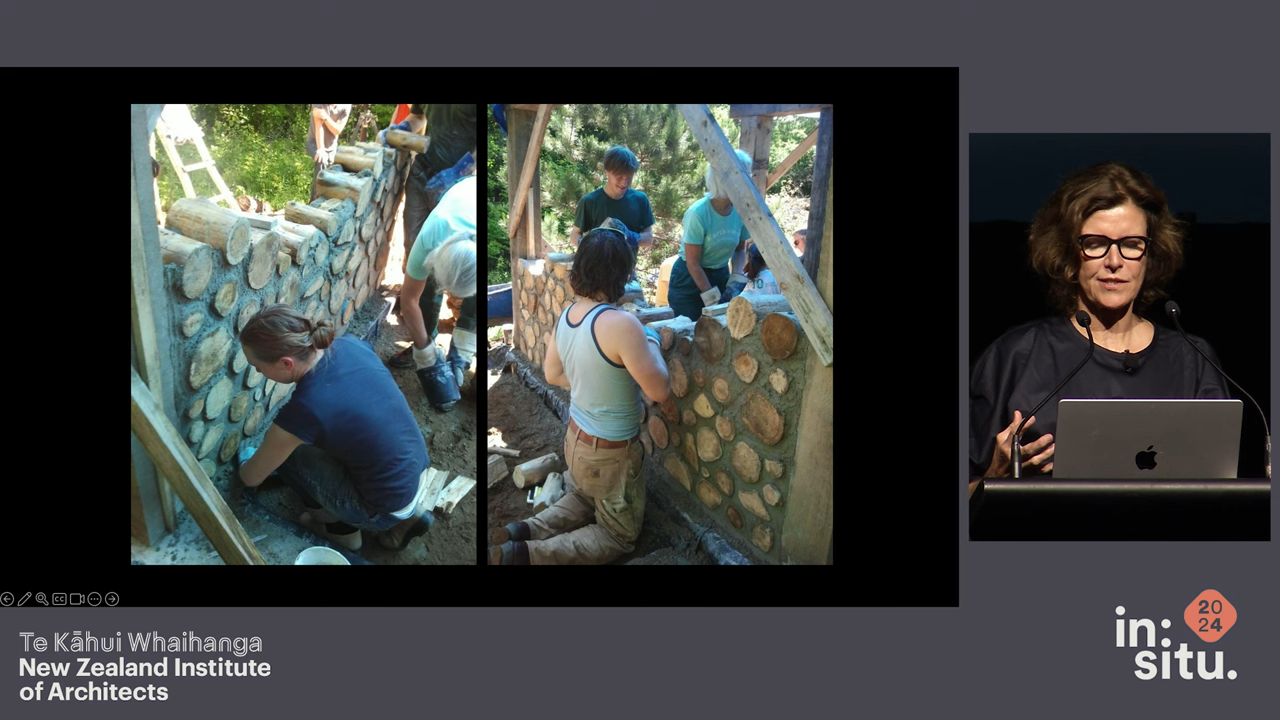 Te Kāhui Whaihanga
New Zealand Institute
of Architects
in:
situ.
20
24